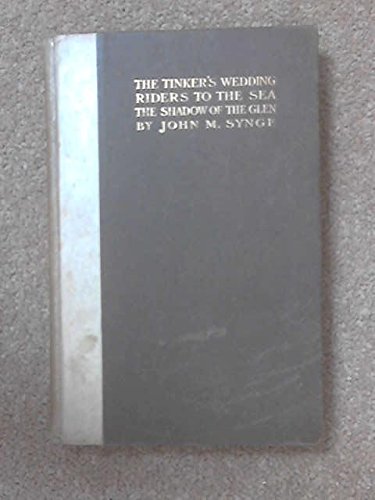 THE TINKER'S WEDDING
RIDERS TO THE SEA
THE SHADOW OF THE GLEN
BY JOHN M. SYNGE